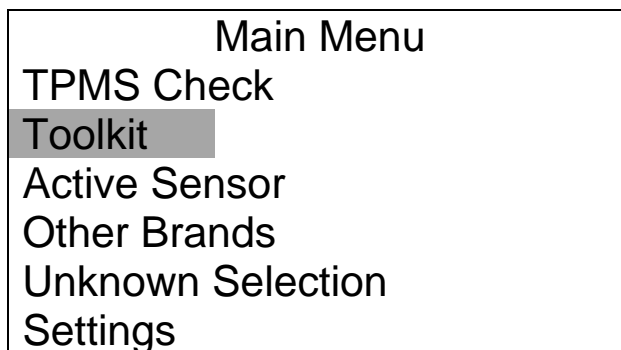 Main Menu
TPMS Check
Toolkit
Active Sensor
Other Brands
Unknown Selection
Settings